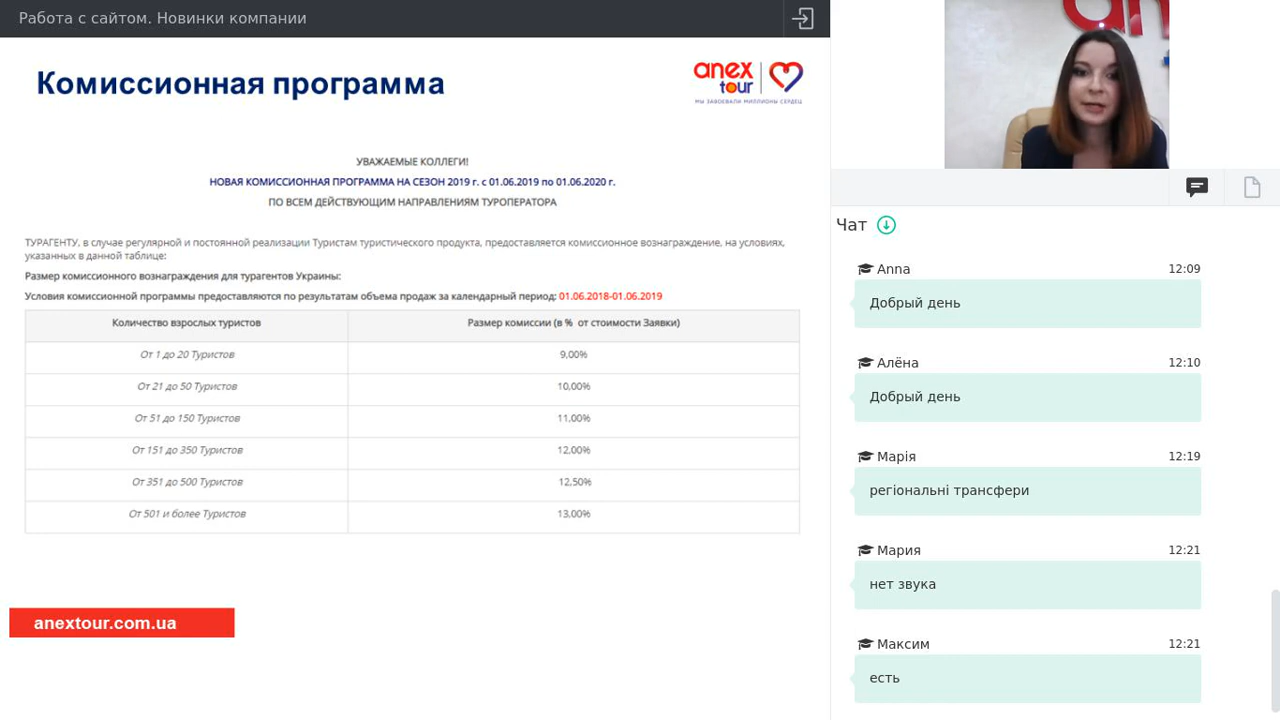 Работа с сайтом. Новинки компании
Комиссионная программа
anex
tour
МЫ ЗАВОЕВАЛИ МИЛЛИОНЫ СЕРДЕЦ
УВАЖАЕМЫЕ КОЛЛЕГИ!
НОВАЯ КОМИССИОННАЯ ПРОГРАММА НА СЕЗОН 2019 г. с 01.06.2019 по 01.06.2020 г.
ПО ВСЕМ ДЕЙСТВУЮЩИМ НАПРАВЛЕНИЯМ ТУРОПЕРАТОРА
ТУРАГЕНТУ, в случае регулярной и постоянной реализации Туристам туристического продукта, предоставляется комиссионное вознаграждение, на условиях,
указанных в данной таблице:
Размер комиссионного вознаграждения для турагентов Украины:
Условия комиссионной программы предоставляются по результатам объема продаж за календарный период: 01.06.2018-01.06.2019
Количество взрослых туристов Размер комиссии (в % от стоимости Заявки)
От 1 до 20 Туристов 9,00%
От 21 до 50 Туристов 10,00%
От 51 до 150 Туристов 11,00%
От 151 до 350 Туристов 12,00%
От 351 до 500 Туристов 12,50%
От 501 и более Туристов 13,00%
anextour.com.ua
an
Чат
Anna 12:09
Добрый день
Алёна 12:10
Добрый день
Марія 12:19
регіональні трансфери
Мария 12:21
нет звука
Максим 12:21
есть